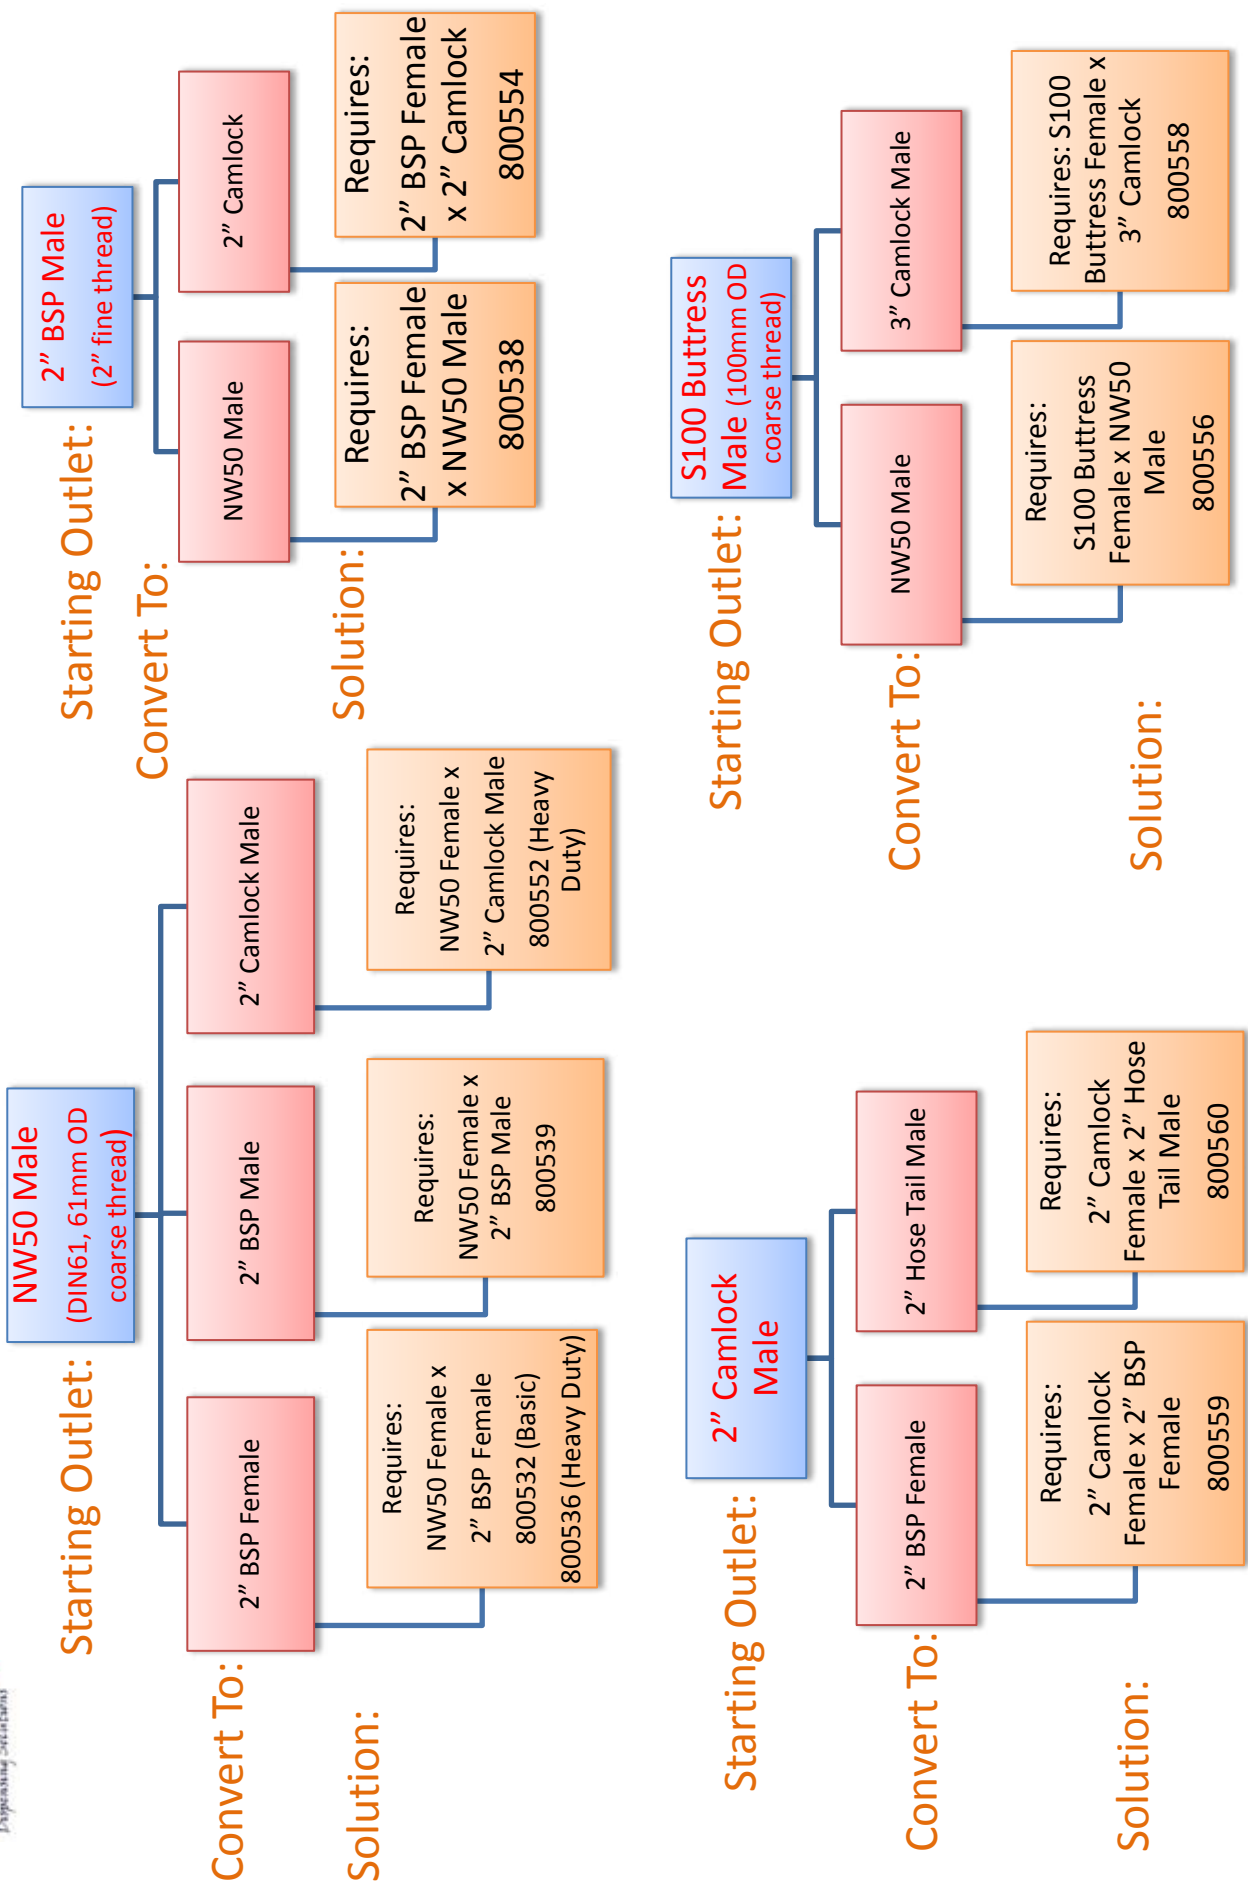 Dispensing Solutions
Starting Outlet:
NW50 Male
(DIN61, 61mm OD
coarse thread)
Convert To:
2” BSP Female
2” BSP Male
2” Camlock Male
Solution:
Requires:
NW50 Female x
2” BSP Female
800532 (Basic)
800536 (Heavy Duty)
Requires:
NW50 Female x
2” BSP Male
800539
Requires:
NW50 Female x
2” Camlock Male
800552 (Heavy
Duty)
Starting Outlet:
2” BSP Male
(2” fine thread)
Convert To:
NW50 Male
2” Camlock
Solution:
Requires:
2” BSP Female
x NW50 Male
800538
Requires:
2” BSP Female
x 2” Camlock
800554
Starting Outlet:
2” Camlock
Male
Convert To:
2” BSP Female
2” Hose Tail Male
Solution:
Requires:
2” Camlock
Female x 2” BSP
Female
800559
Requires:
2” Camlock
Female x 2” Hose
Tail Male
800560
Starting Outlet:
S100 Buttress
Male (100mm OD
coarse thread)
Convert To:
NW50 Male
3” Camlock Male
Solution:
Requires:
S100 Buttress
Female x NW50
Male
800556
Requires: S100
Buttress Female x
3” Camlock
800558